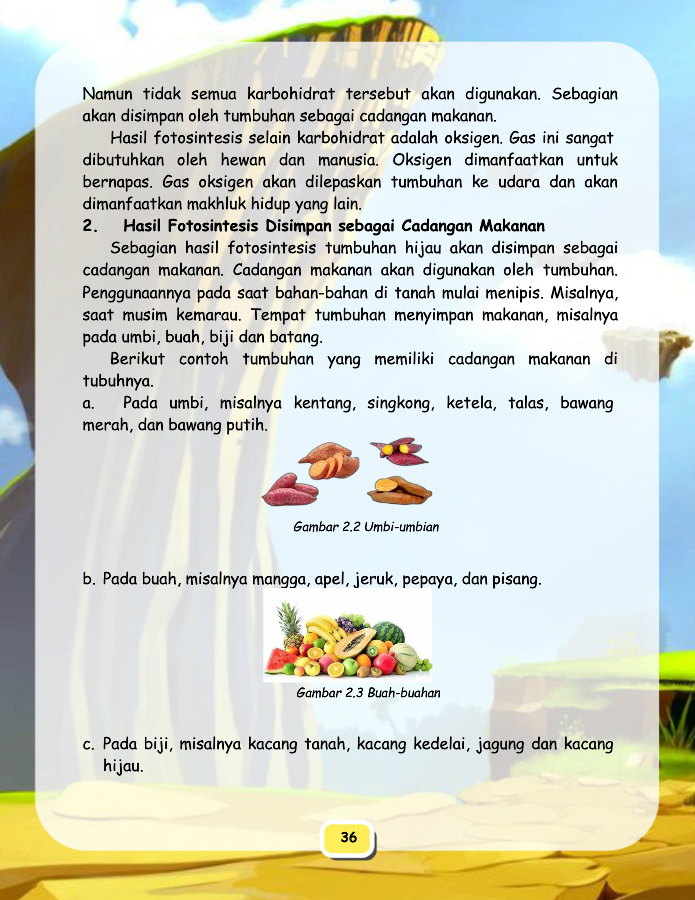 Namun tidak semua karbohidrat tersebut akan digunakan. Sebagian
akan disimpan oleh tumbuhan sebagai cadangan makanan.
Hasil fotosintesis selain karbohidrat adalah oksigen. Gas ini sangat
dibutuhkan oleh hewan dan manusia. Oksigen dimanfaatkan untuk
bernapas. Gas oksigen akan dilepaskan tumbuhan ke udara dan akan
dimanfaatkan makhluk hidup yang lain.
2. Hasil Fotosintesis Disimpan sebagai Cadangan Makanan
Sebagian hasil fotosintesis tumbuhan hijau akan disimpan sebagai
cadangan makanan. Cadangan makanan akan digunakan oleh tumbuhan.
Penggunaannya pada saat bahan-bahan di tanah mulai menipis. Misalnya,
saat musim kemarau. Tempat tumbuhan menyimpan makanan, misalnya
pada umbi, buah, biji dan batang.
Berikut contoh tumbuhan yang memiliki cadangan makanan di
tubuhnya.
a. Pada umbi, misalnya kentang, singkong, ketela, talas, bawang
merah, dan bawang putih.
Gambar 2.2 Umbi-umbian
b. Pada buah, misalnya mangga, apel, jeruk, pepaya, dan pisang.
Gambar 2.3 Buah-buahan
c. Pada biji, misalnya kacang tanah, kacang kedelai, jagung dan kacang
hijau.
36